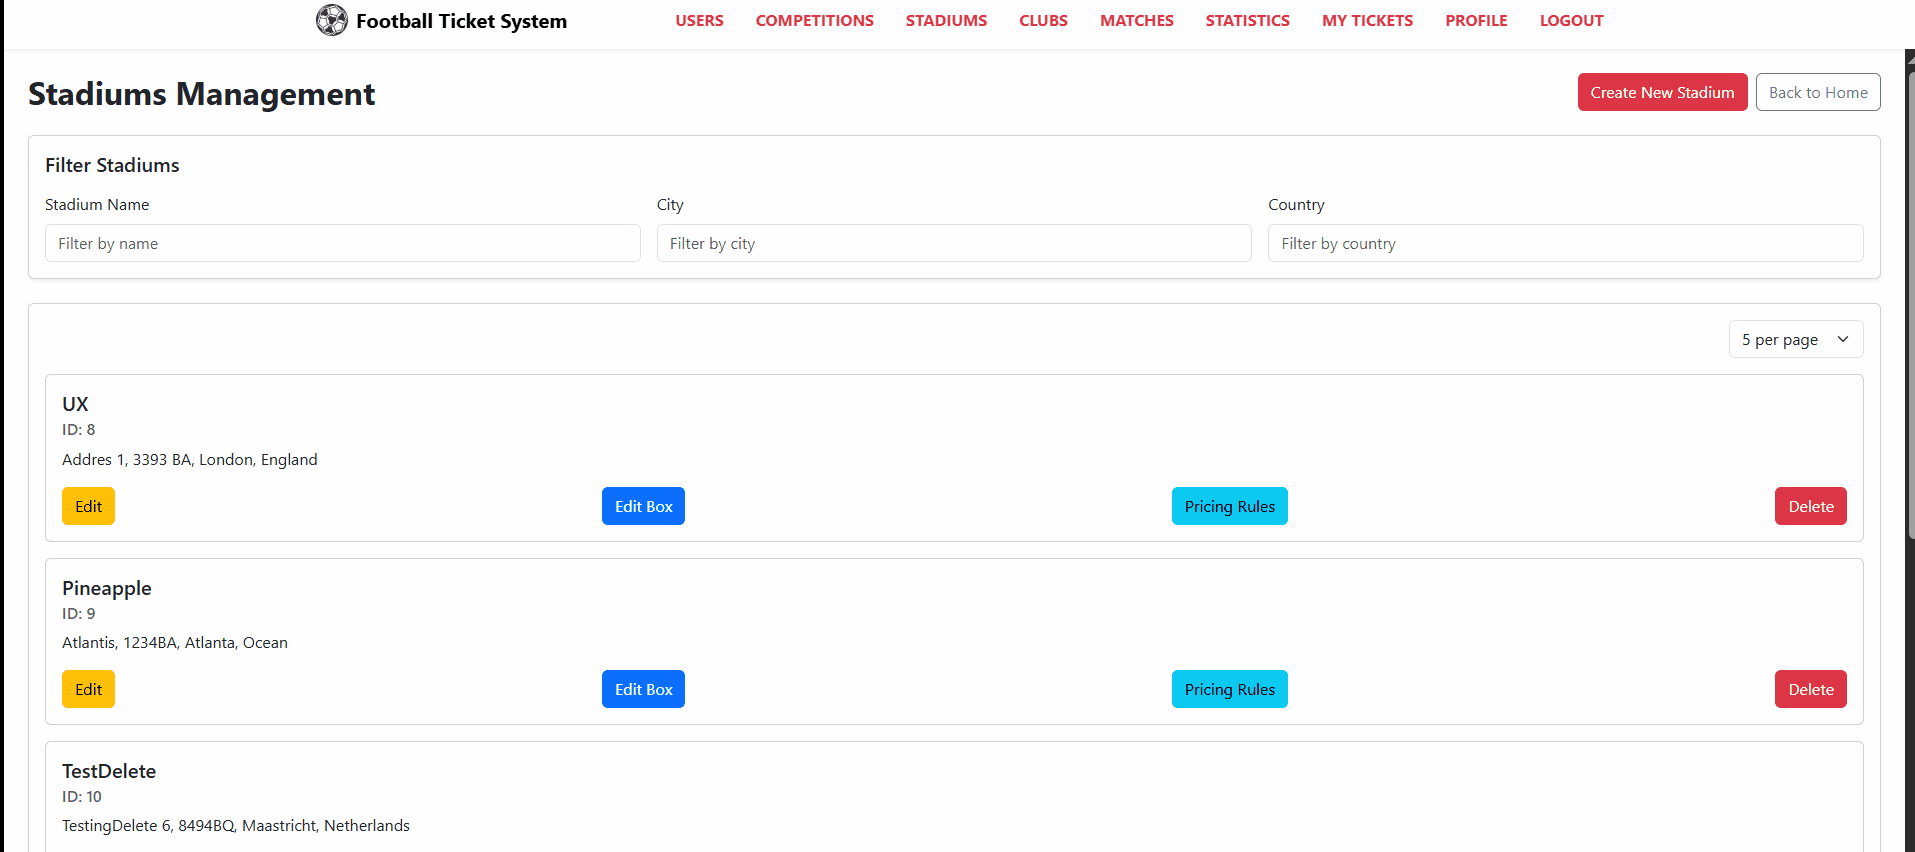 Football Ticket System USERS COMPETITIONS STADIUMS CLUBS MATCHES STATISTICS MY TICKETS PROFILE LOGOUT
Stadiums Management Create New Stadium Back to Home
Filter Stadiums
Stadium Name City Country
Filter by name Filter by city Filter by country
5 per page
UX
ID: 8
Addres 1, 3393 BA, London, England
Edit Edit Box Pricing Rules Delete
Pineapple
ID: 9
Atlantis, 1234BA, Atlanta, Ocean
Edit Edit Box Pricing Rules Delete
TestDelete
ID: 10
TestingDelete 6, 8494BQ, Maastricht, Netherlands